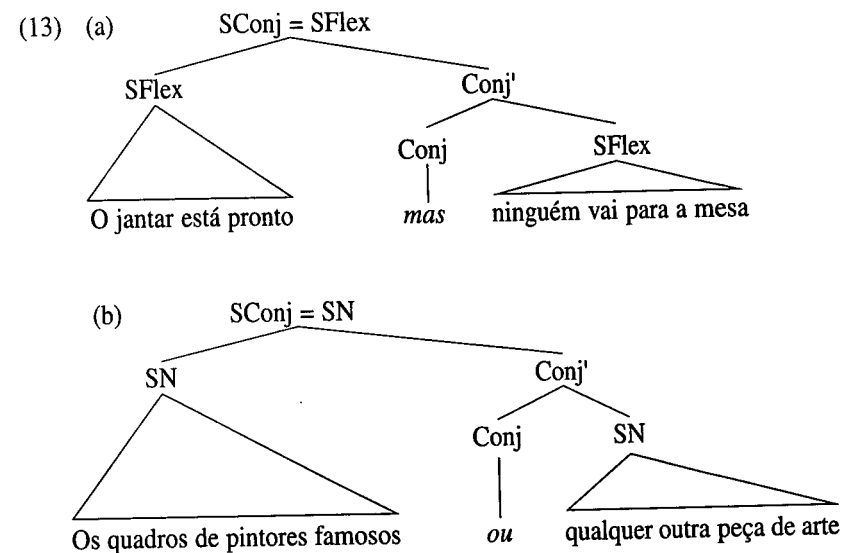 (13) (a) SConj = SFlex
SFlex Conj'
Conj SFlex
O jantar está pronto mas ninguém vai para a mesa
(b) SConj = SN
SN Conj'
Conj SN
Os quadros de pintores famosos ou qualquer outra peça de arte